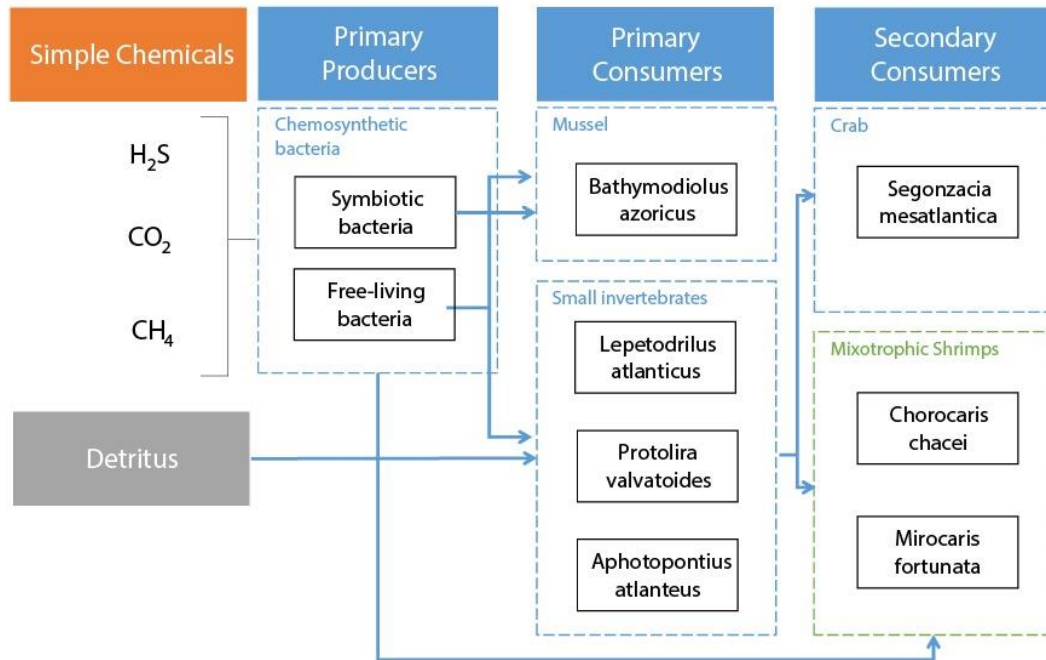 Simple Chemicals
Primary
Producers
Primary
Consumers
Secondary
Consumers
H₂S
CO₂
CH₄
Detritus
Chemosynthetic
bacteria
Symbiotic
bacteria
Free-living
bacteria
Mussel
Bathymodiolus
azoricus
Small invertebrates
Lepetodrilus
atlanticus
Protolira
valvatoides
Aphotopontius
atlanteus
Crab
Segonzacia
mesatlantica
Mixotrophic Shrimps
Chorocaris
chacei
Mirocaris
fortunata